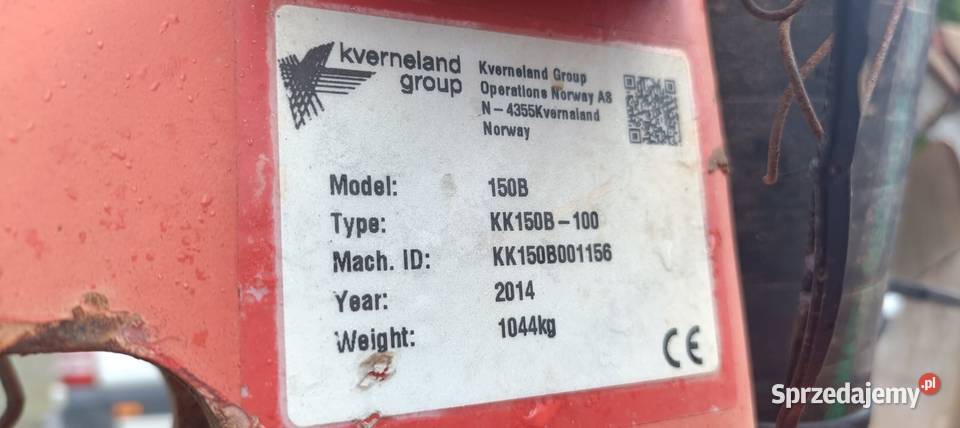 kverneland
group
Kverneland Group
Operations Norway AS
N-4355Kvernaland
Norway
Model: 150B
Type: KK150B-100
Mach. ID: KK150B001156
Year: 2014
Weight: 1044kg
CE
Sprzedajemy.pl